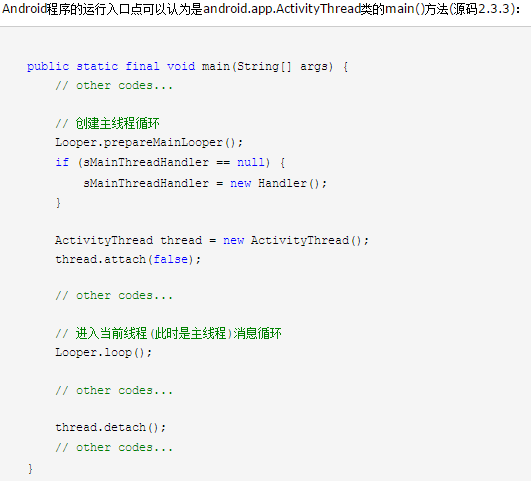 Android程序的运行入口点可以认为是android.app.ActivityThread类的main()方法(源码2.3.3)：
public static final void main(String[] args) {
// other codes...
// 创建主线程循环
Looper.prepareMainLooper();
if (sMainThreadHandler == null) {
sMainThreadHandler = new Handler();
}
ActivityThread thread = new ActivityThread();
thread.attach(false);
// other codes...
// 进入当前线程(此时是主线程)消息循环
Looper.loop();
// other codes...
thread.detach();
// other codes...
}